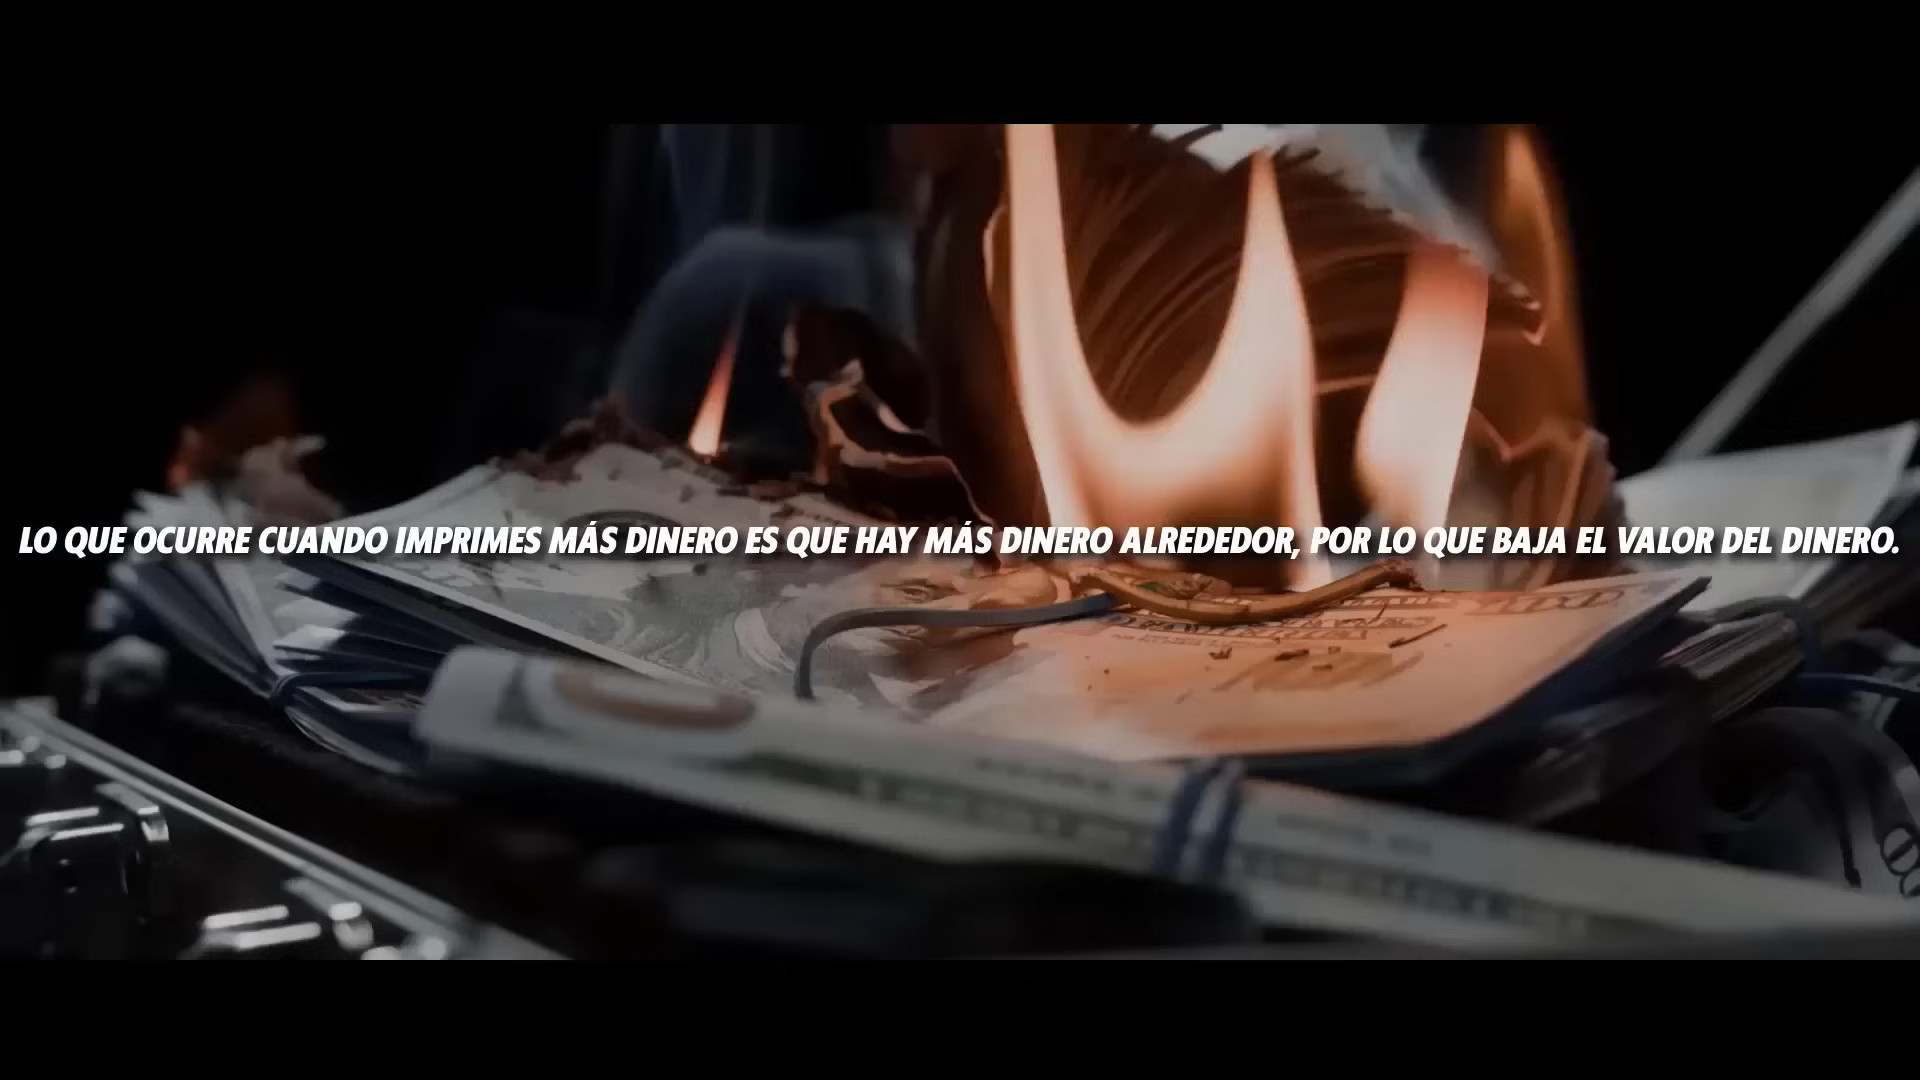 LO QUE OCURRE CUANDO IMPRIMES MÁS DINERO ES QUE HAY MÁS DINERO ALREDEDOR, POR LO QUE BAJA EL VALOR DEL DINERO.